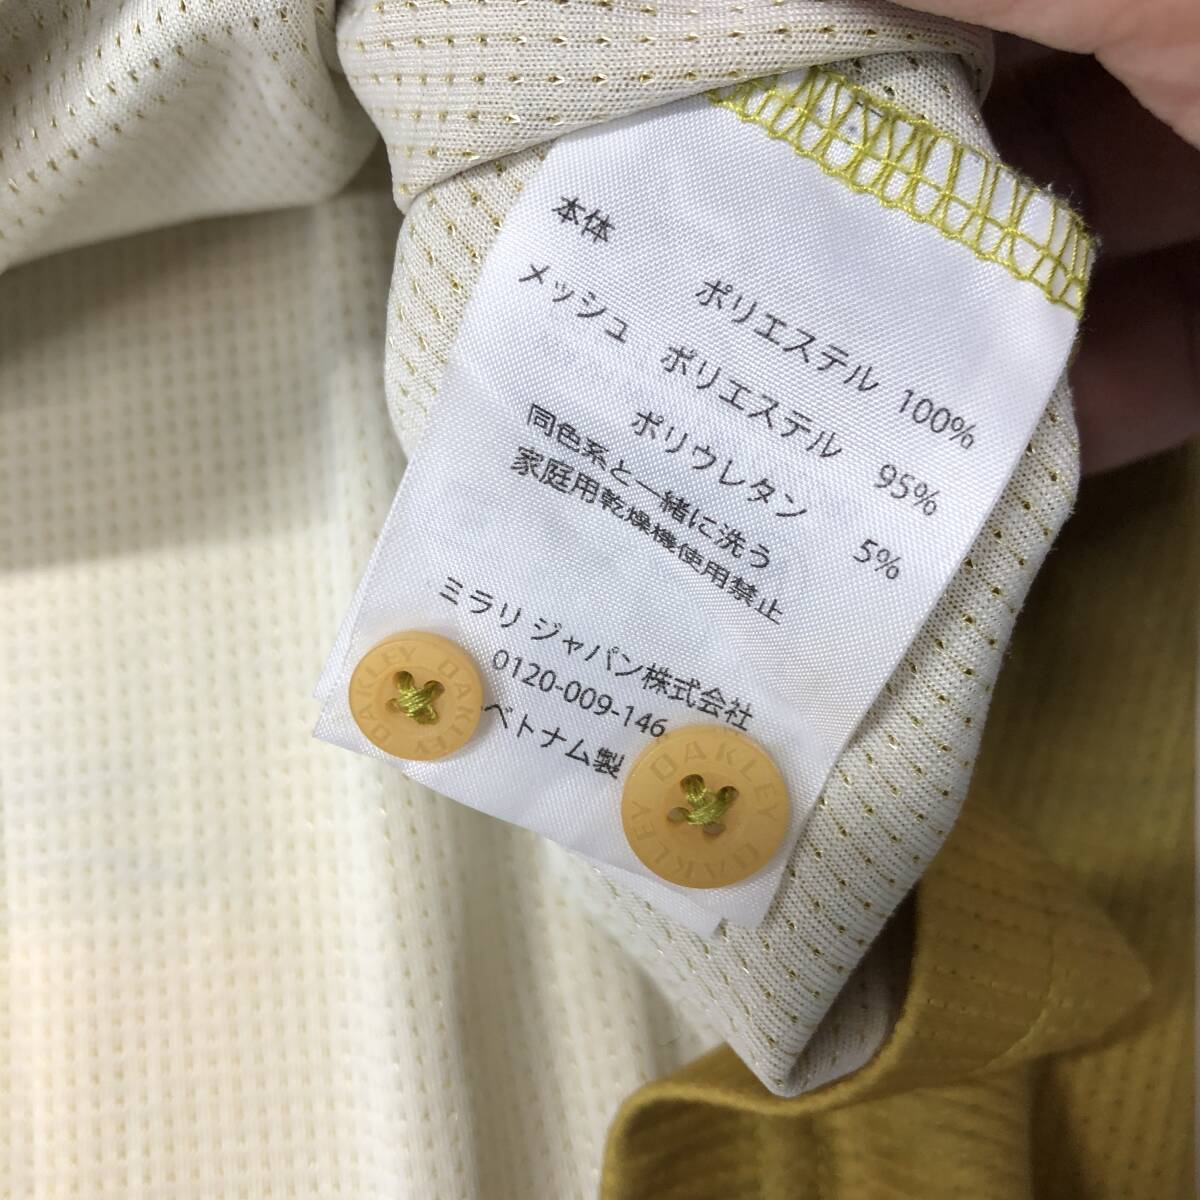 本体 ポリエステル 100%
メッシュ ポリエステル 95%
ポリウレタン 5%
同色系と一緒に洗う
家庭用乾燥機使用禁止
ミラリ ジャパン株式会社
0120-009-146
ベトナム製
OAKLEY OAKLEY
OAKLEY OAKLEY